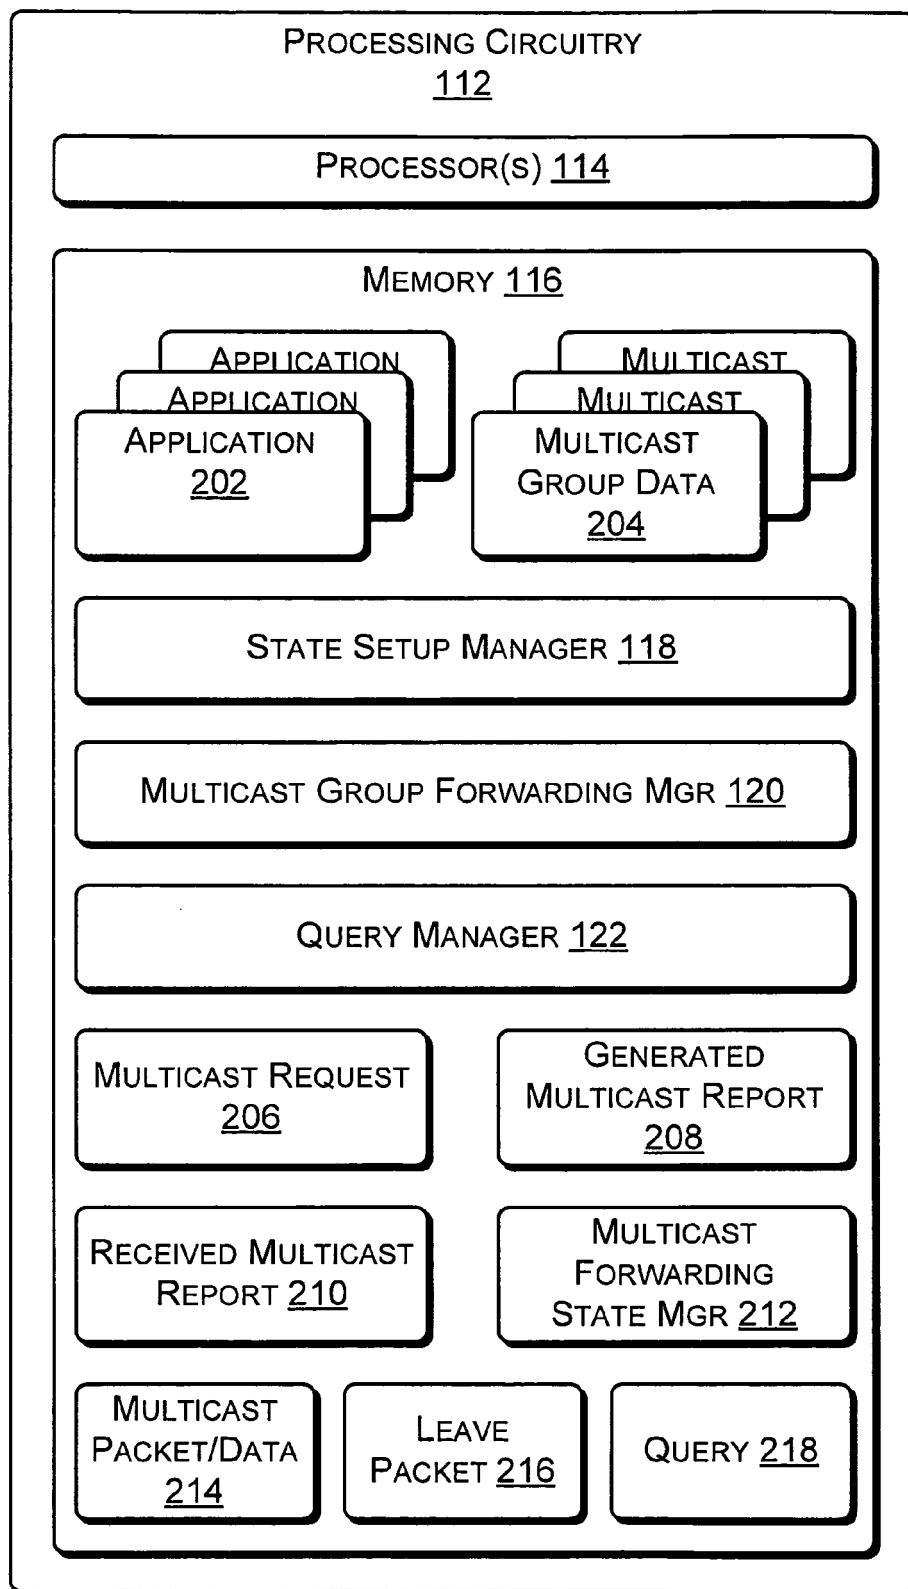 PROCESSING CIRCUITRY
112
PROCESSOR(S) 114
MEMORY 116
APPLICATION
APPLICATION
APPLICATION
202
MULTICAST
MULTICAST
MULTICAST
GROUP DATA
204
STATE SETUP MANAGER 118
MULTICAST GROUP FORWARDING MGR 120
QUERY MANAGER 122
MULTICAST REQUEST
206
GENERATED
MULTICAST REPORT
208
RECEIVED MULTICAST
REPORT 210
MULTICAST
FORWARDING
STATE MGR 212
MULTICAST
PACKET/DATA
214
LEAVE
PACKET 216
QUERY 218